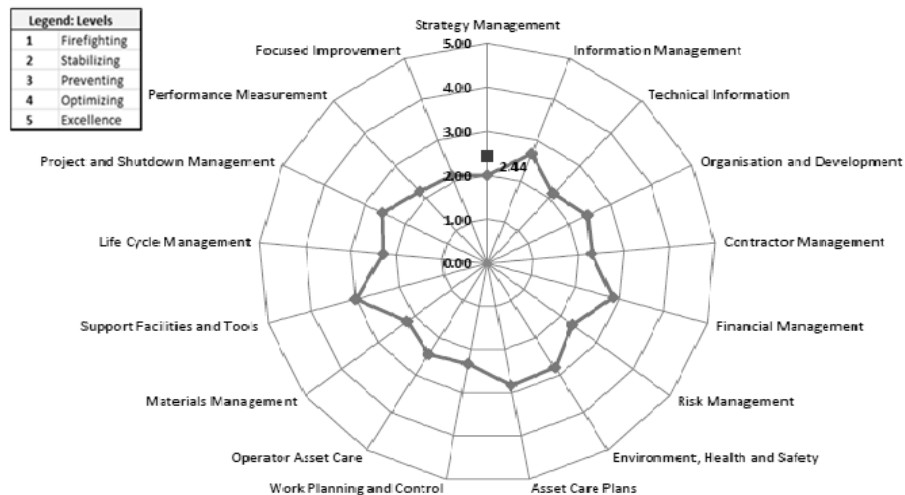 Legend: Levels
1 Firefighting
2 Stabilizing
3 Preventing
4 Optimizing
5 Excellence
Strategy Management
5.00
4.00
3.00
2.00
1.00
0.00
2.44
Information Management
Technical Information
Organisation and Development
Contractor Management
Financial Management
Risk Management
Environment, Health and Safety
Asset Care Plans
Work Planning and Control
Operator Asset Care
Materials Management
Support Facilities and Tools
Life Cycle Management
Project and Shutdown Management
Performance Measurement
Focused Improvement